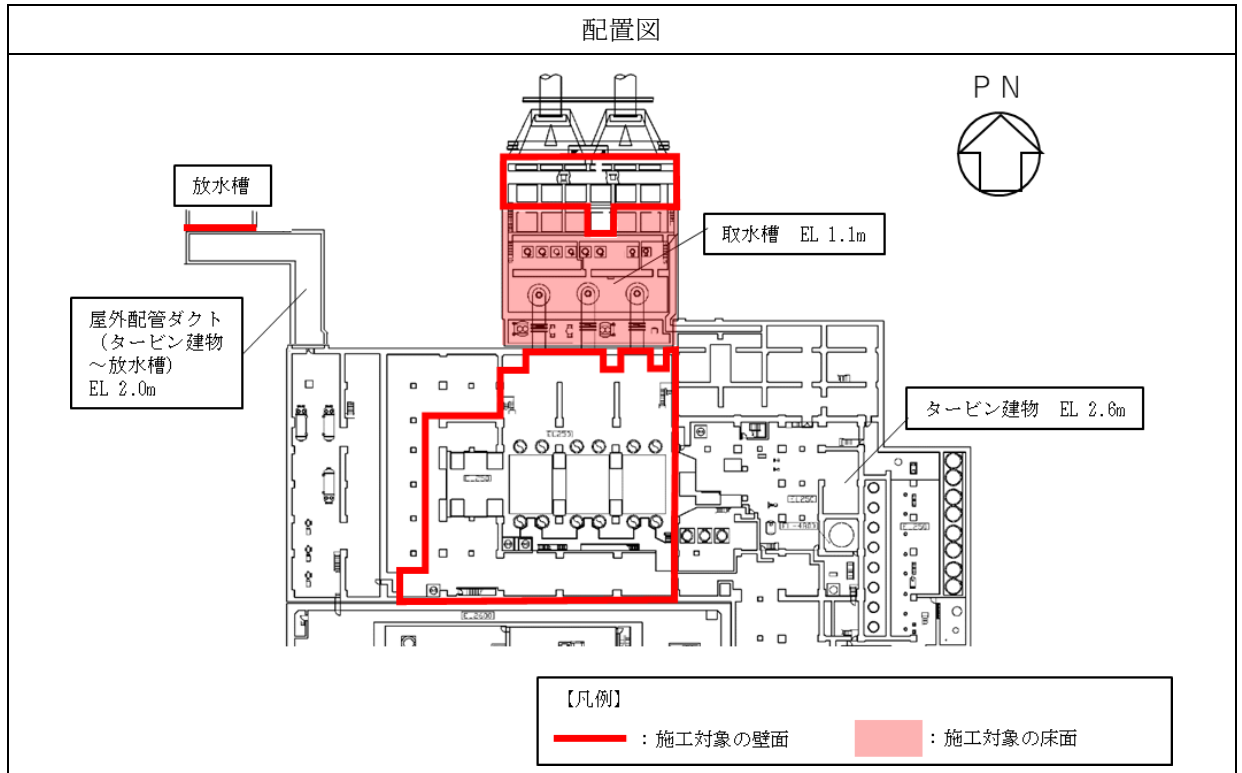 配置図
PN
放水槽
取水槽 EL 1.1m
屋外配管ダクト
(タービン建物
~放水槽)
EL 2.0m
タービン建物 EL 2.6m
【凡例】
:施工対象の壁面
:施工対象の床面